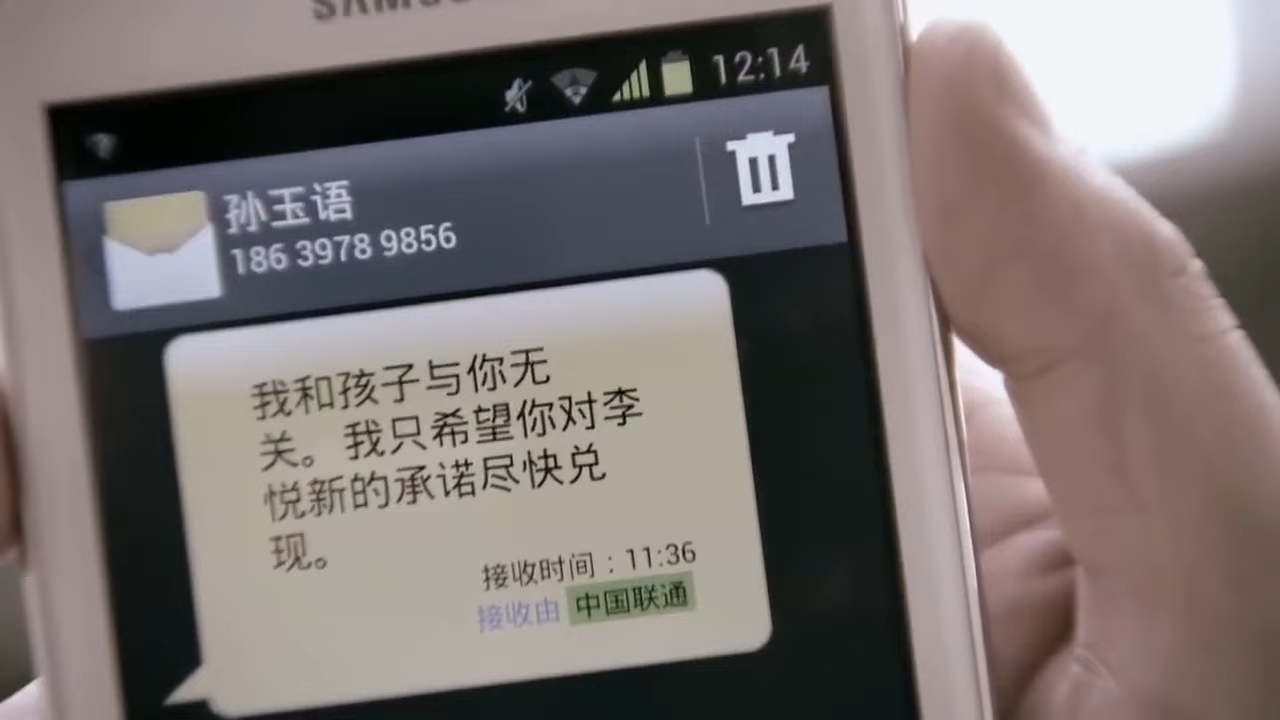 SAMSU
12:14
孙玉语
186 3978 9856
我和孩子与你无
关。我只希望你对李
悦新的承诺尽快兑
现。
接收时间：11:36
接收由 中国联通